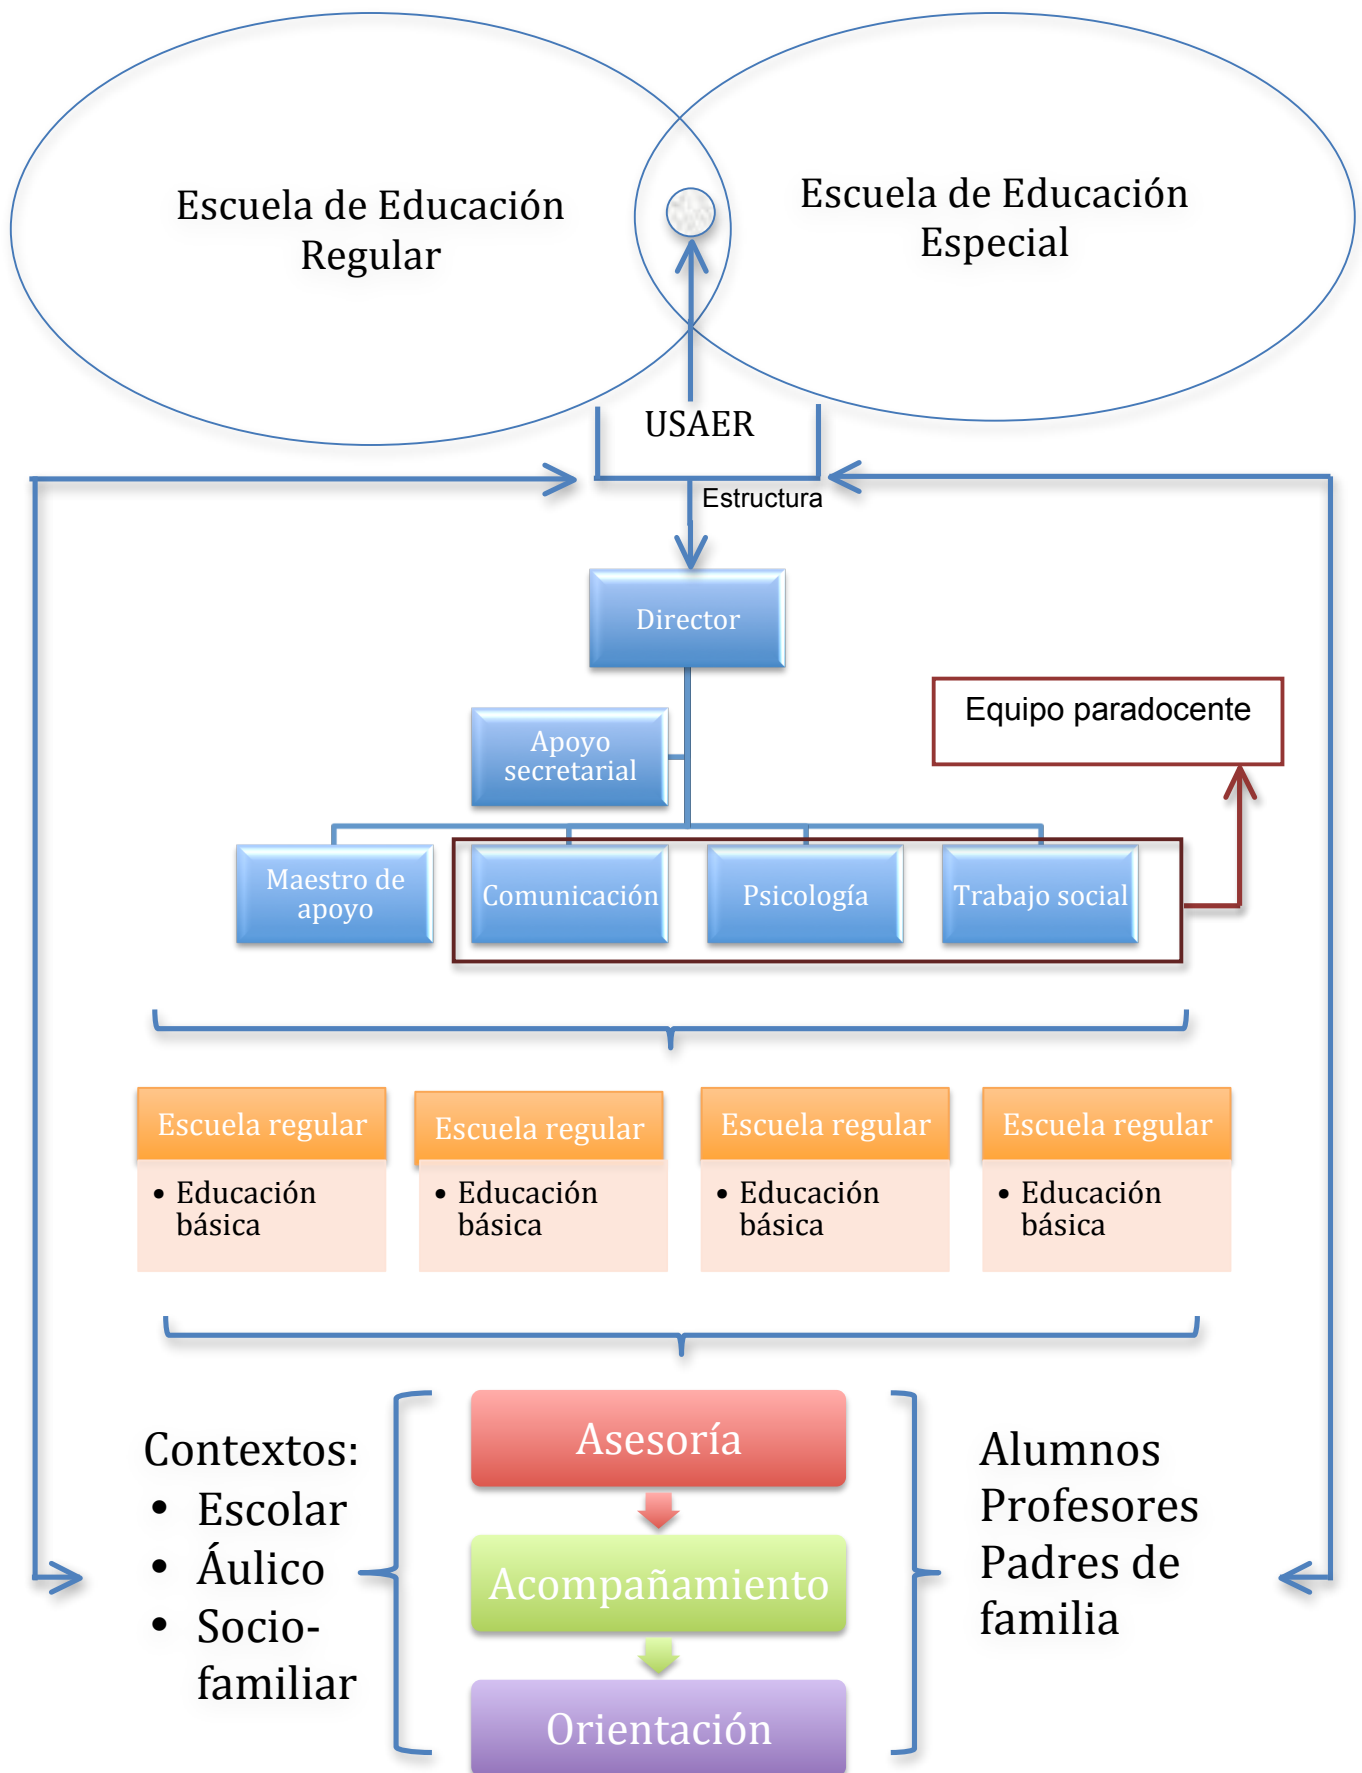 Escuela de Educación
Regular
Escuela de Educación
Especial
USAER
Estructura
Director
Equipo paradocente
Apoyo
secretarial
Maestro de
apoyo
Comunicación
Psicología
Trabajo social
Escuela regular
• Educación
básica
Escuela regular
• Educación
básica
Escuela regular
• Educación
básica
Escuela regular
• Educación
básica
Contextos:
• Escolar
• Áulico
• Socio-
familiar
Asesoría
Acompañamiento
Orientación
Alumnos
Profesores
Padres de
familia